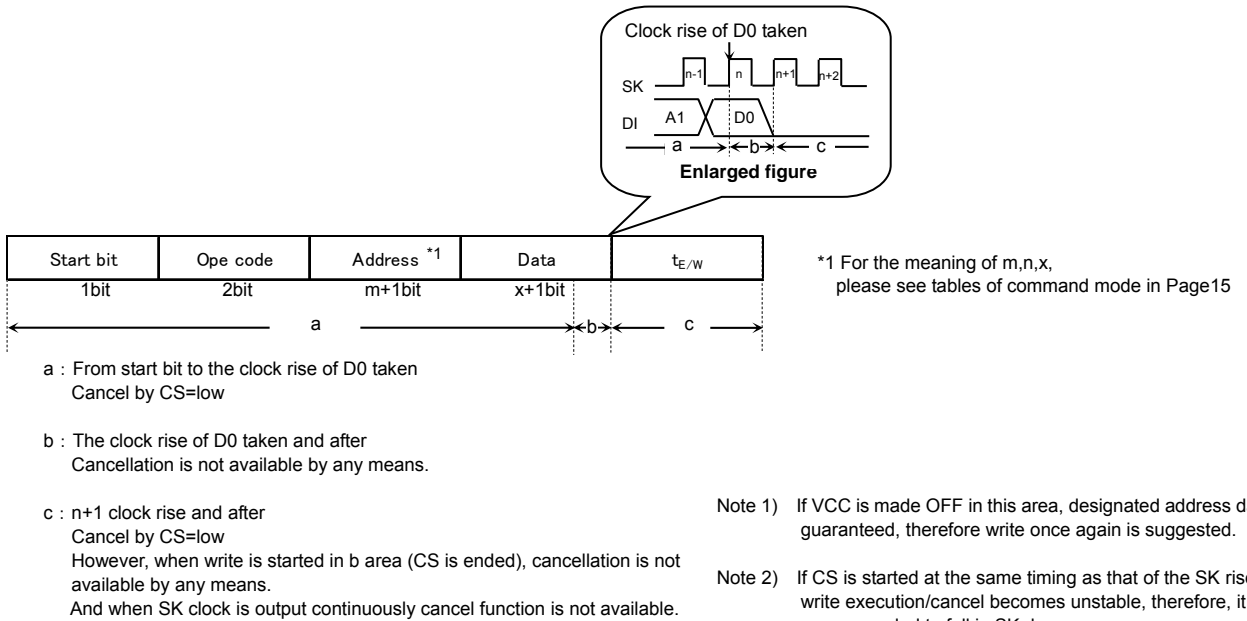 Clock rise of D0 taken
SK
n-1
n
n+1
n+2
DI
A1
D0
a
b
c
Enlarged figure
Start bit
Ope code
Address *1
Data
tE/W
1bit
2bit
m+1bit
x+1bit
a
b
c
*1 For the meaning of m,n,x,
please see tables of command mode in Page15
a : From start bit to the clock rise of D0 taken
Cancel by CS=low
b : The clock rise of D0 taken and after
Cancellation is not available by any means.
c : n+1 clock rise and after
Cancel by CS=low
However, when write is started in b area (CS is ended), cancellation is not
available by any means.
And when SK clock is output continuously cancel function is not available.
Note 1) If VCC is made OFF in this area, designated address
guaranteed, therefore write once again is suggested.
Note 2) If CS is started at the same timing as that of the SK
write execution/cancel becomes unstable, therefore, it